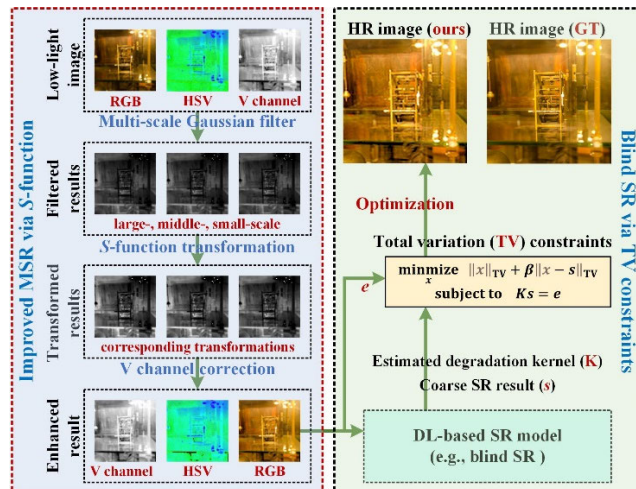 Improved MSR via S-function
Low-light
image
RGB
HSV
V channel
Multi-scale Gaussian filter
Filtered
results
large-, middle-, small-scale
S-function transformation
Transformed
results
corresponding transformations
V channel correction
Enhanced
result
V channel
HSV
RGB
HR image (ours)
HR image (GT)
Optimization
Total variation (TV) constraints
minmize ‖x‖TV + β‖x − s‖TV
x
subject to Ks = e
e
Estimated degradation kernel (K)
Coarse SR result (s)
DL-based SR model
(e.g., blind SR )
Blind SR via TV constraints